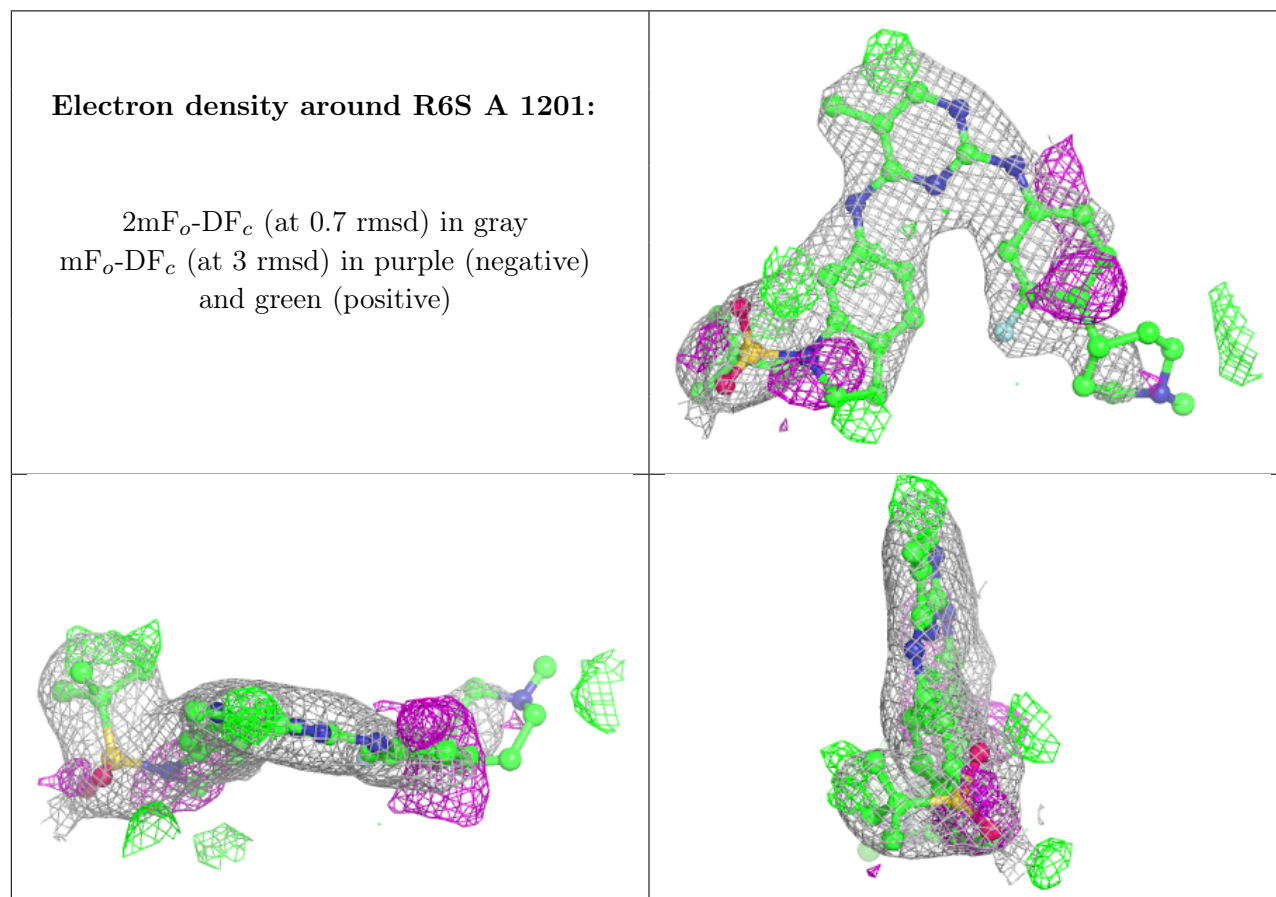 Electron density around R6S A 1201:
2mFₒ-DF𝒸 (at 0.7 rmsd) in gray
mFₒ-DF𝒸 (at 3 rmsd) in purple (negative)
and green (positive)